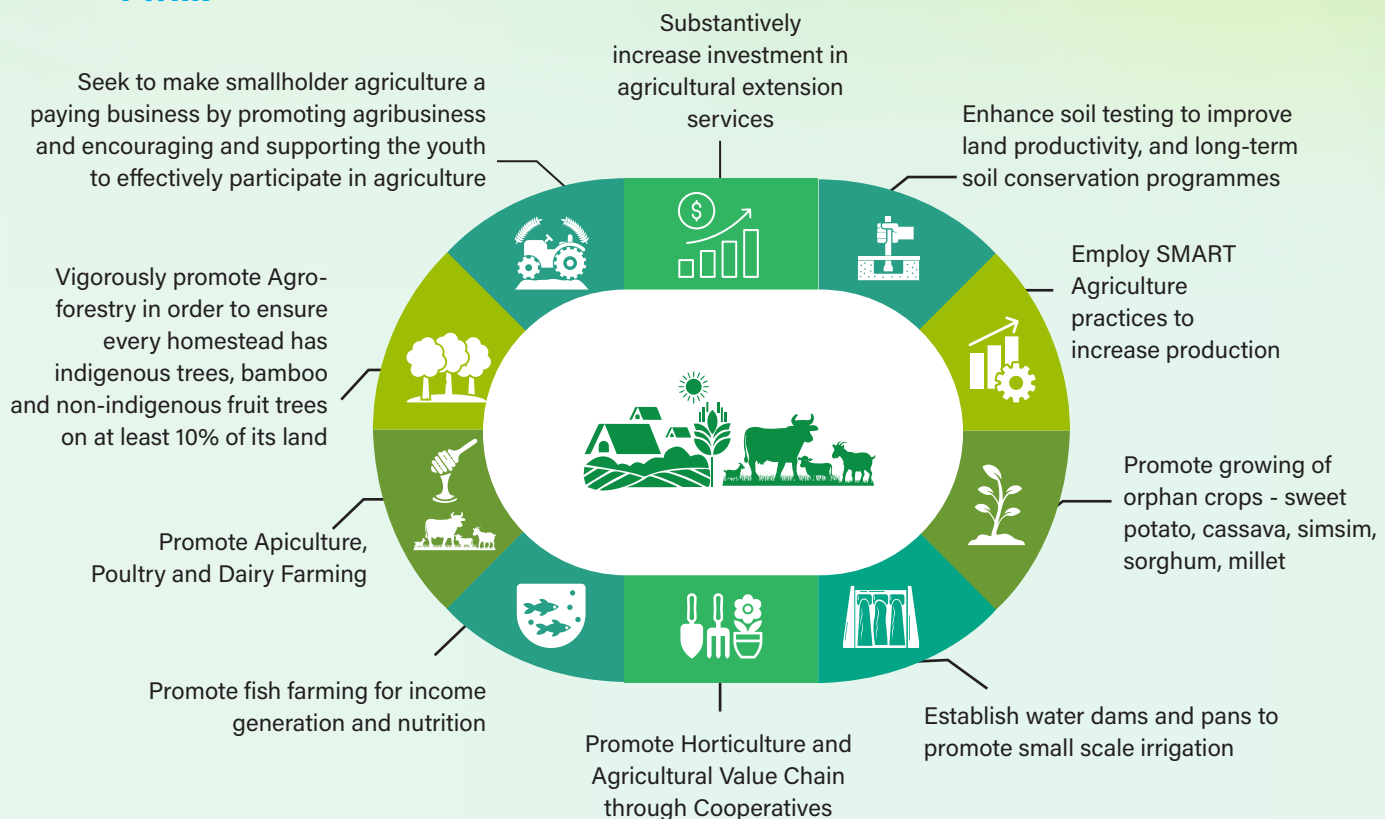 Substantively
increase investment in
agricultural extension
services
Seek to make smallholder agriculture a
paying business by promoting agribusiness
and encouraging and supporting the youth
to effectively participate in agriculture
Enhance soil testing to improve
land productivity, and long-term
soil conservation programmes
Vigorously promote Agro-
forestry in order to ensure
every homestead has
indigenous trees, bamboo
and non-indigenous fruit trees
on at least 10% of its land
Employ SMART
Agriculture
practices to
increase production
Promote growing of
orphan crops - sweet
potato, cassava, simsim,
sorghum, millet
Promote Apiculture,
Poultry and Dairy Farming
Promote fish farming for income
generation and nutrition
Establish water dams and pans to
promote small scale irrigation
Promote Horticulture and
Agricultural Value Chain
through Cooperatives
$